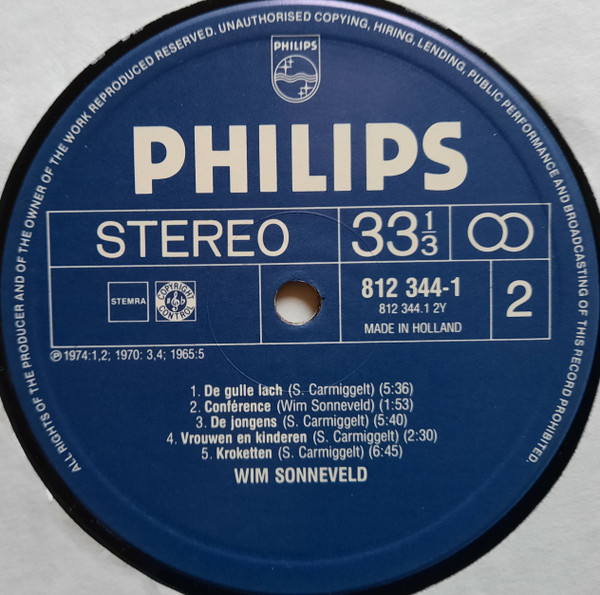 ALL RIGHTS OF THE PRODUCER AND OF THE OWNER OF THE WORK REPRODUCED RESERVED. UNAUTHORISED COPYING, HIRING, LENDING, PUBLIC PERFORMANCE AND BROADCASTING OF THIS RECORD PROHIBITED.
PHILIPS
PHILIPS
STEREO
33 1/3
STEMRA
COPYRIGHT CONTROL
812 344-1
812 344.1 2Y
MADE IN HOLLAND
2
℗ 1974:1,2; 1970: 3,4; 1965:5
1. De gulle lach (S. Carmiggelt) (5:36)
2. Conférence (Wim Sonneveld) (1:53)
3. De jongens (S. Carmiggelt) (5:40)
4. Vrouwen en kinderen (S. Carmiggelt) (2:30)
5. Kroketten (S. Carmiggelt) (6:45)
WIM SONNEVELD